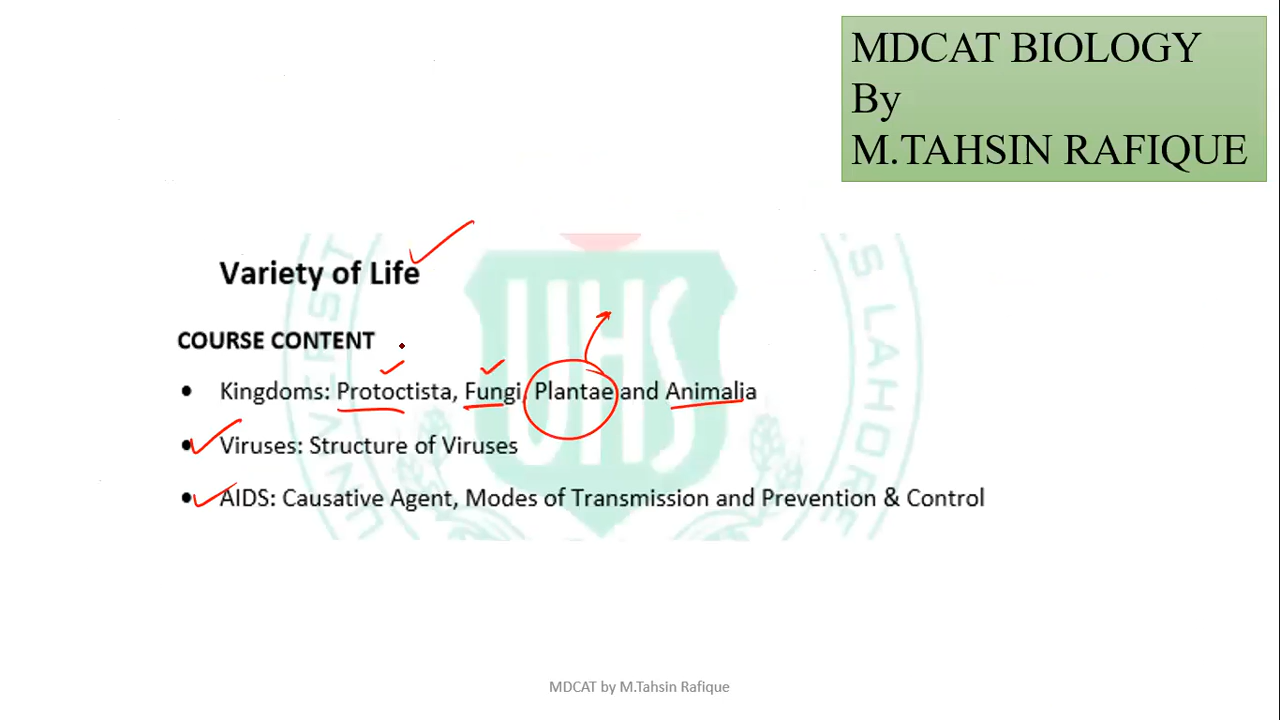 MDCAT BIOLOGY
By
M.TAHSIN RAFIQUE
Variety of Life
COURSE CONTENT
• Kingdoms: Protoctista, Fungi, Plantae and Animalia
• Viruses: Structure of Viruses
• AIDS: Causative Agent, Modes of Transmission and Prevention & Control
UHS
MDCAT by M.Tahsin Rafique